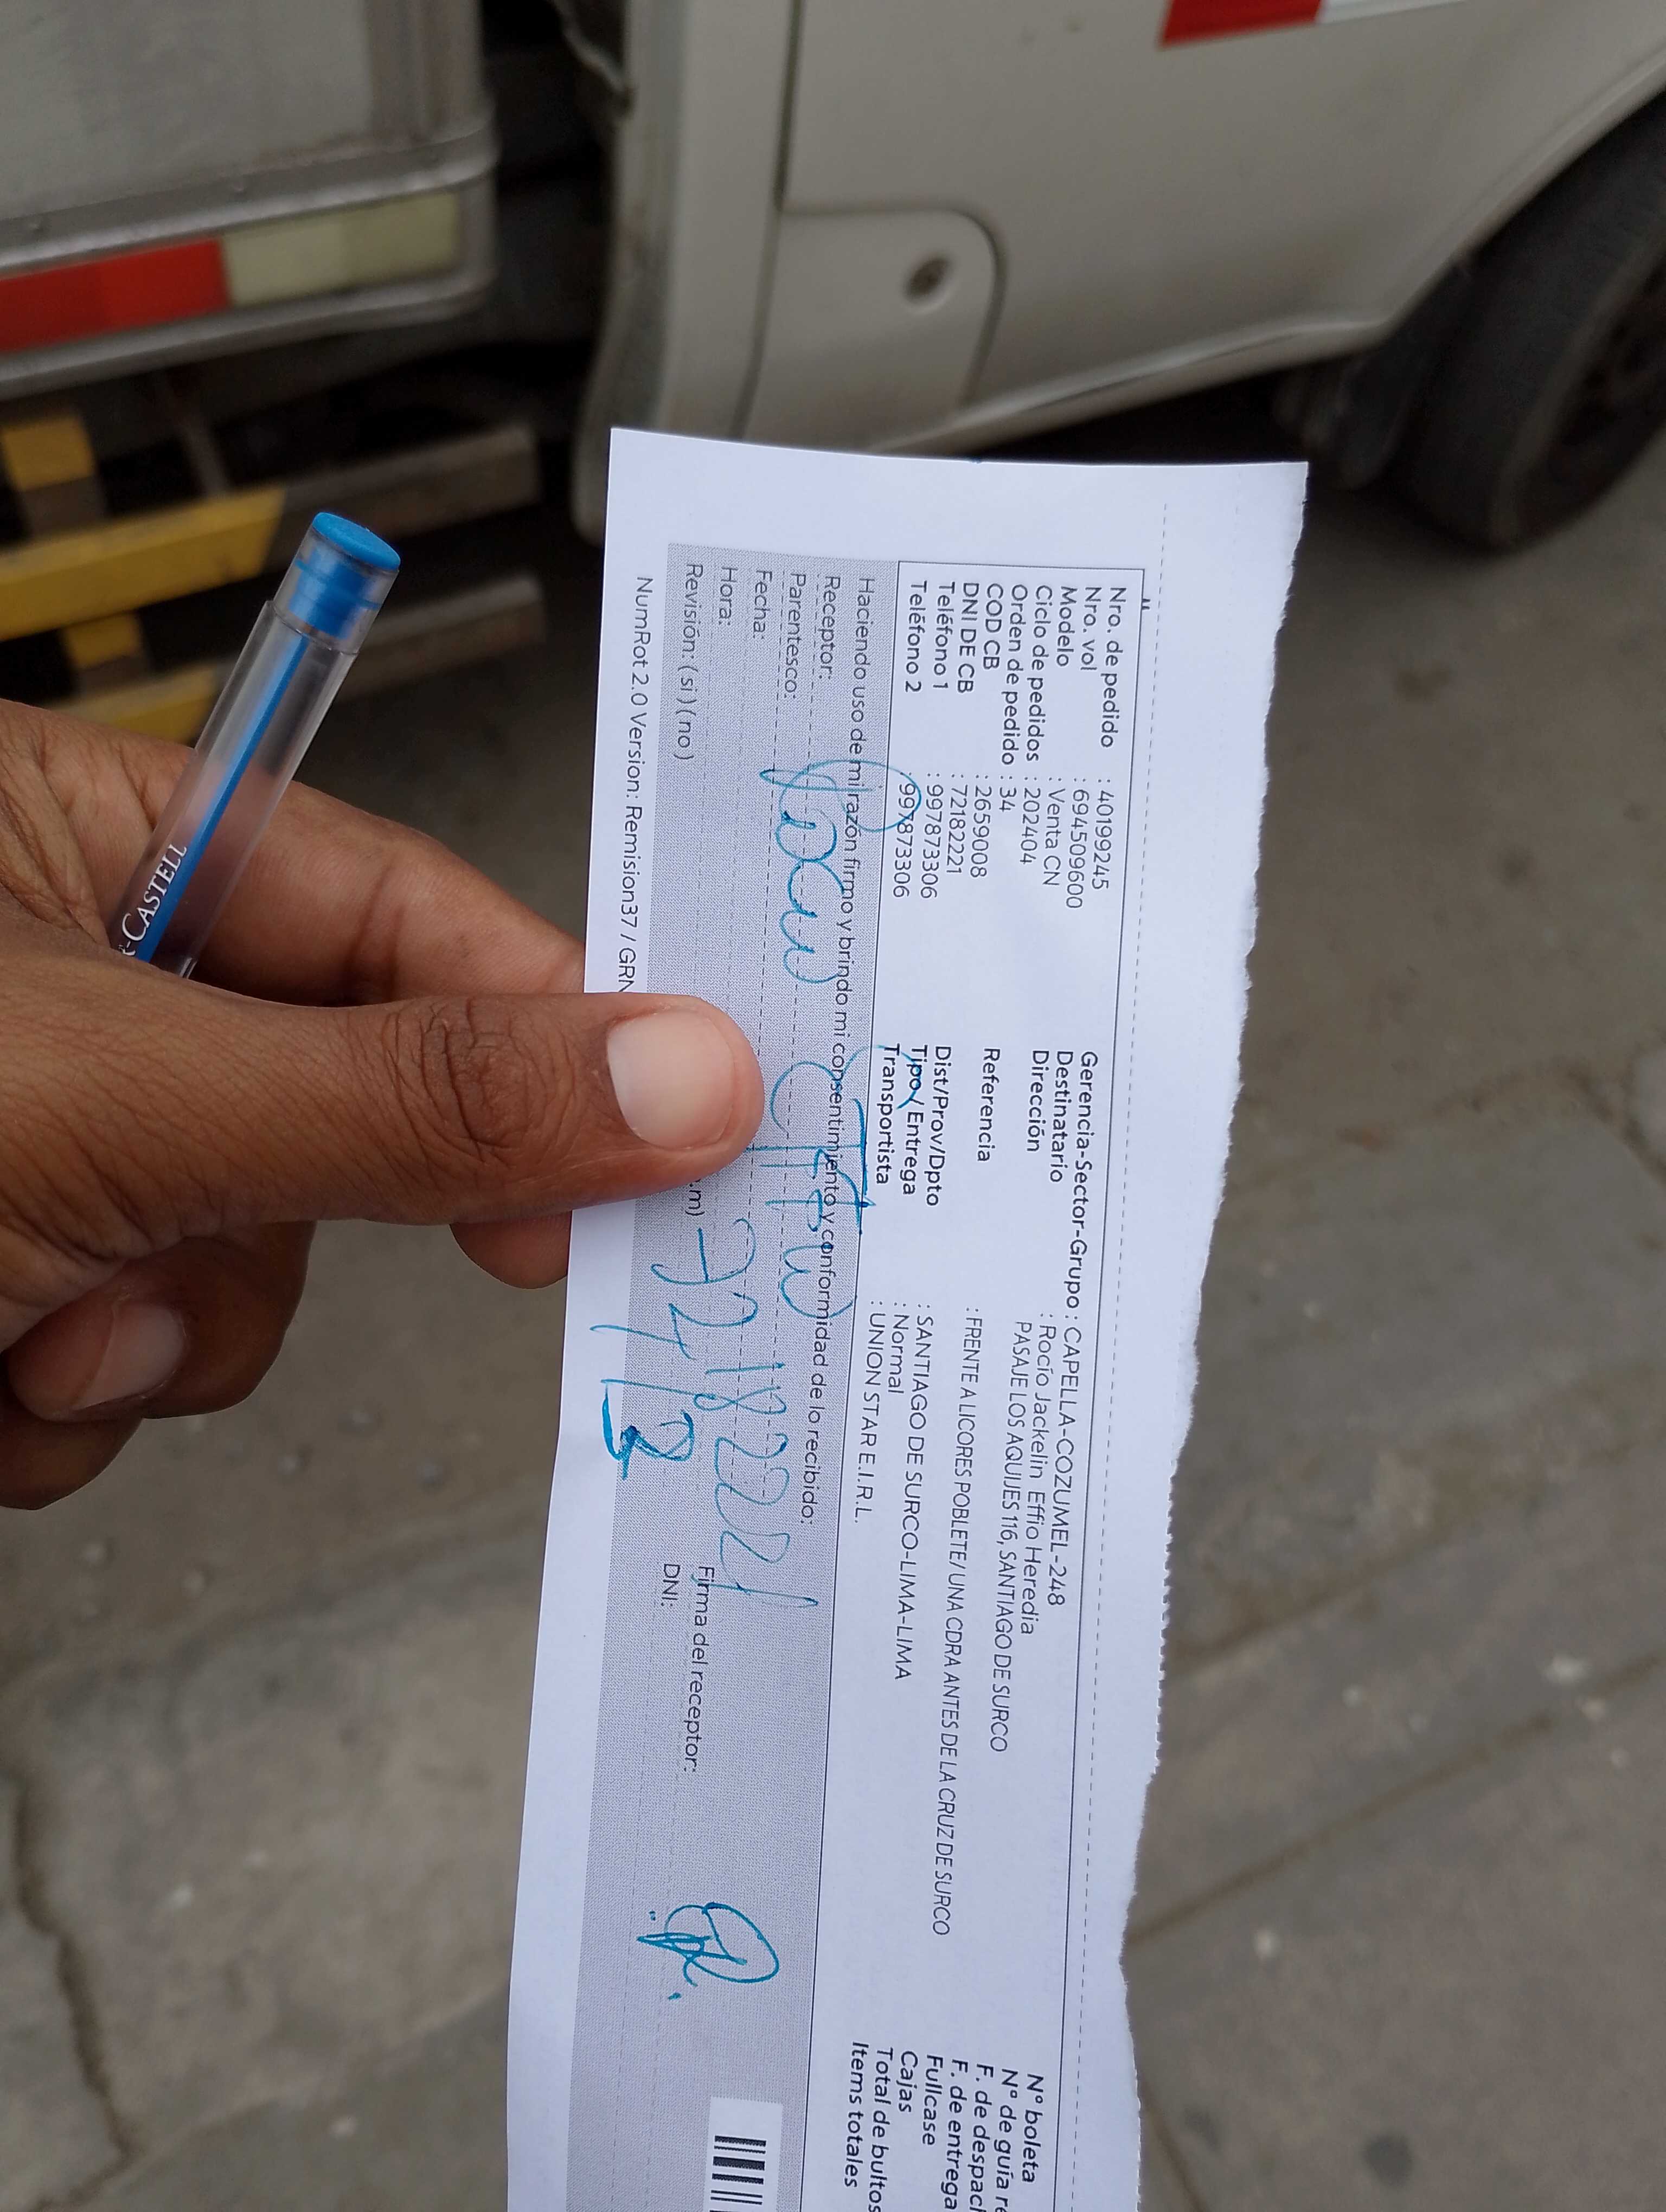 Nro. de pedido : 40199245
Nro. vol : 694509600
Modelo : Venta CN
Ciclo de pedidos : 202404
Orden de pedido : 34
COD CB : 2659008
DNI DE CB : 72182221
Teléfono 1 : 997873306
Teléfono 2 : 997873306
Gerencia-Sector-Grupo : CAPELLA-COZUMEL-248
Destinatario : Rocío Jackelin Effio Heredia
Dirección PASAJE LOS AQUIJES 116, SANTIAGO DE SURCO
Referencia : FRENTE A LICORES POBLETE/ UNA CDRA ANTES DE LA CRUZ DE SURCO
Dist/Prov/Dpto : SANTIAGO DE SURCO-LIMA-LIMA
Tipo / Entrega : Normal
Transportista : UNION STAR E.I.R.L.
N° boleta
N° de guía
F. de
F. de entrega
Fullcase
Cajas
Total de bultos
Items totales
Haciendo uso de mi razón firmo y brindo mi consentimiento y conformidad de lo recibido:
Receptor:
Parentesco:
Fecha:
Hora: .m)
72182221
Revisión: ( si ) ( no )
Firma del receptor:
DNI:
NumRot 2.0 Version: Remision37 / GRN
-CASTELL